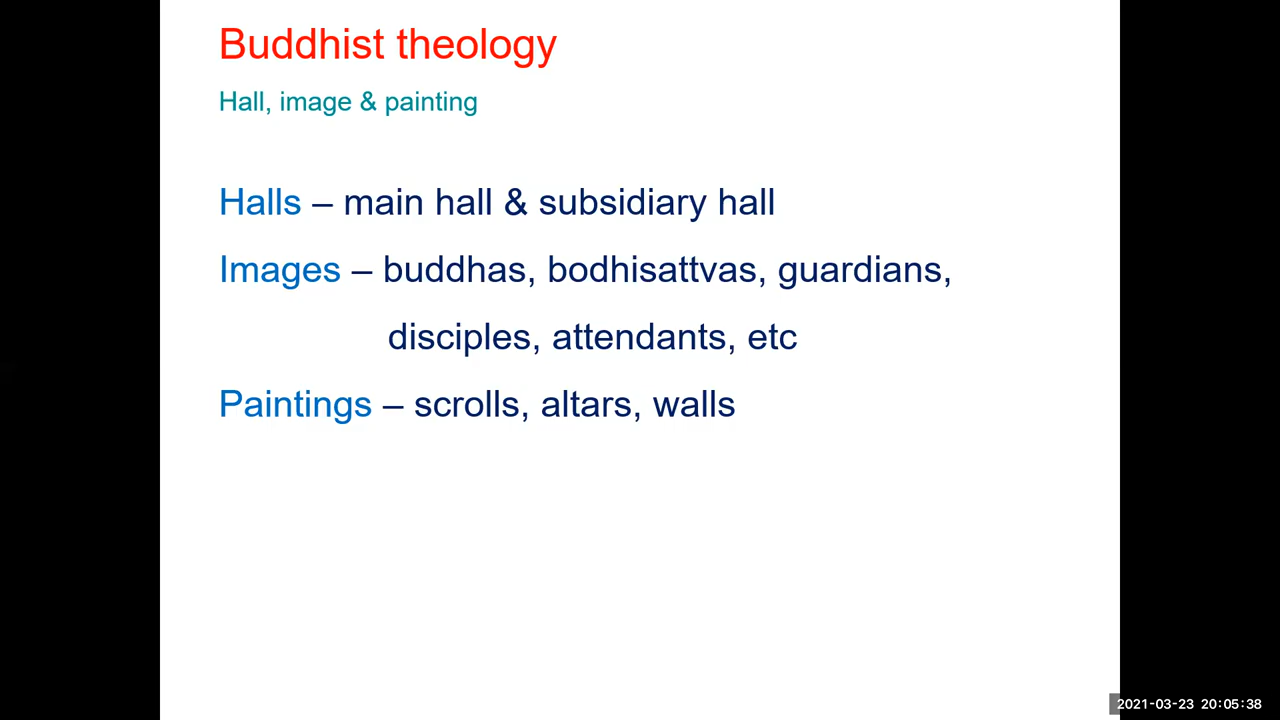 Buddhist theology
Hall, image & painting
Halls – main hall & subsidiary hall
Images – buddhas, bodhisattvas, guardians,
disciples, attendants, etc
Paintings – scrolls, altars, walls
2021-03-23 20:05:38